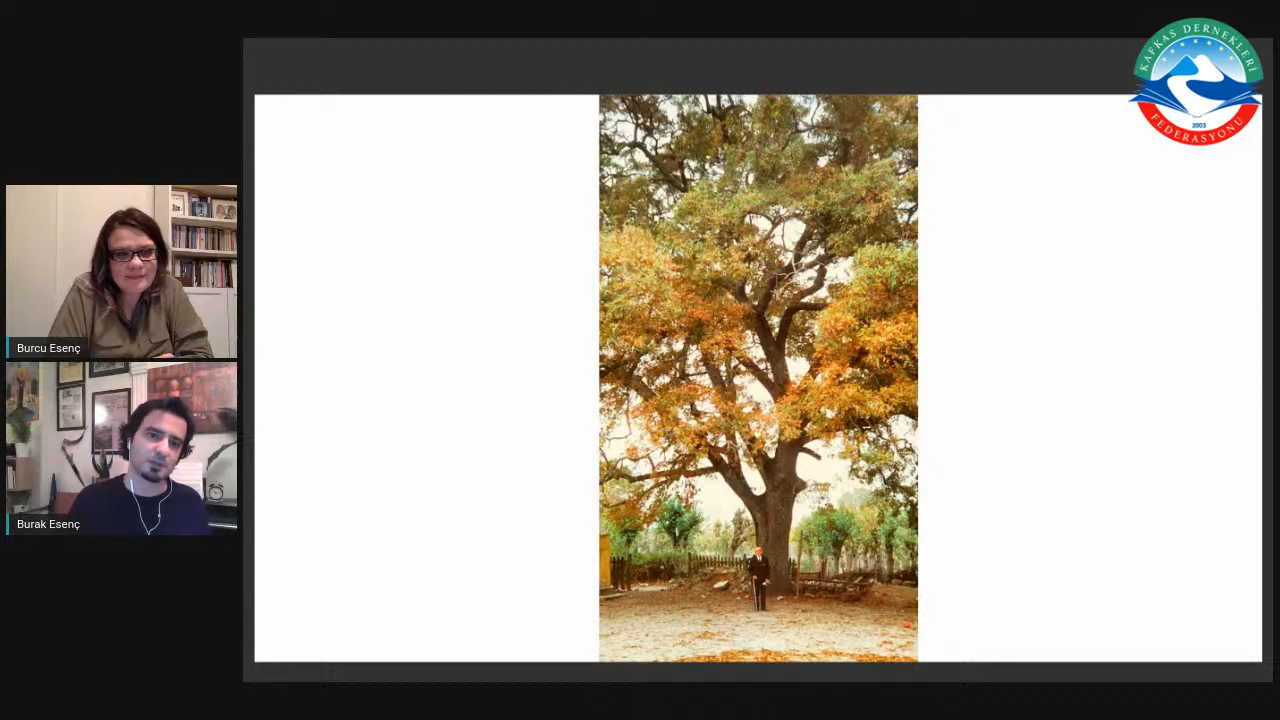 KAFKAS DERNEKLERİ
2003
FEDERASYONU
Burcu Esenç
Burak Esenç